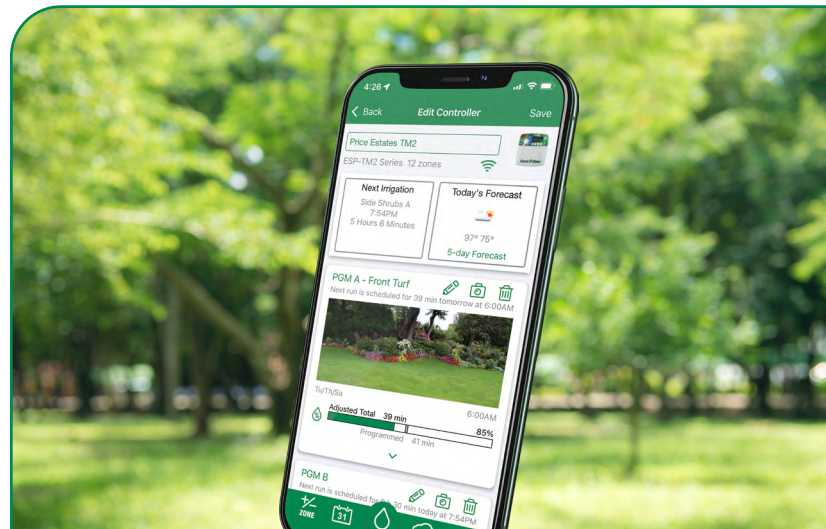 4:26
Back
Edit Controller
Save
Price Estates TM2
ESP-TM2 Series 12 zones
Next Irrigation
Side Shrubs A
7:54PM
5 Hours 6 Minutes
Today's Forecast
97° 75°
5-day Forecast
PGM A - Front Turf
Next run is scheduled for 39 min tomorrow at 6:00AM
Tu/Th/Sa
6:00AM
Adjusted Total 39 min
85%
Programmed 41 min
PGM B
Next run is scheduled for
30 min today at 7:54PM
ZONE
31